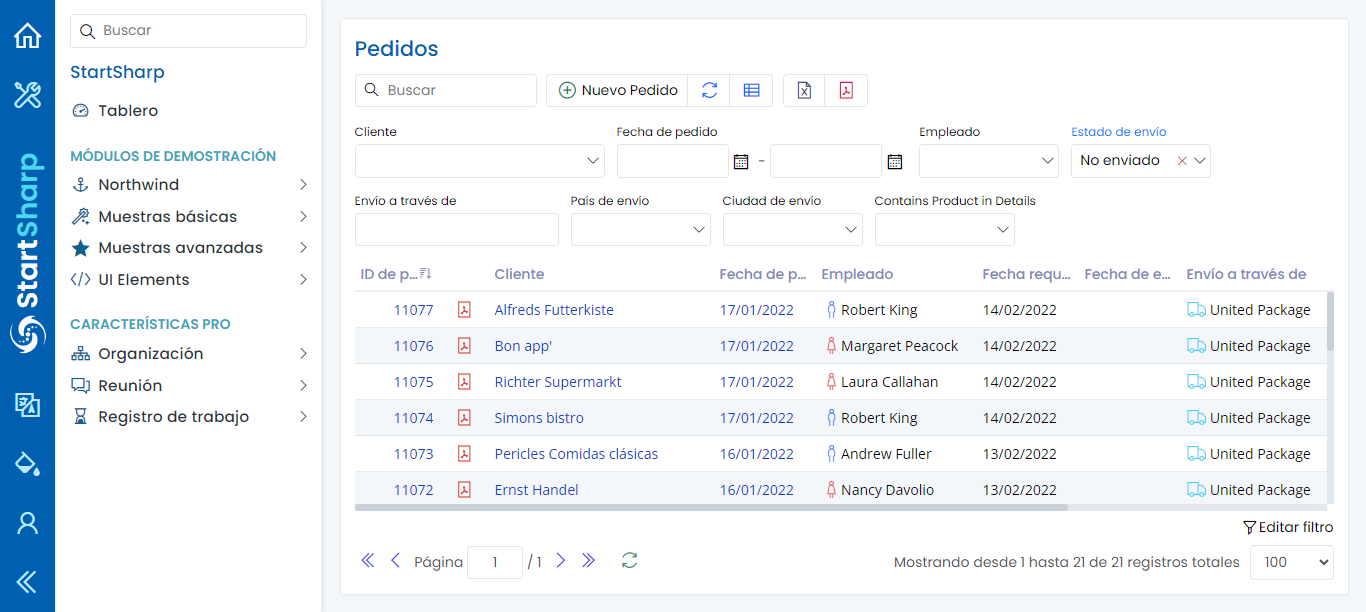 StartSharp
Buscar
StartSharp
Tablero
MÓDULOS DE DEMOSTRACIÓN
Northwind
Muestras básicas
Muestras avanzadas
UI Elements
CARACTERÍSTICAS PRO
Organización
Reunión
Registro de trabajo
Pedidos
Buscar
Nuevo Pedido
Cliente Fecha de pedido Empleado Estado de envío
– No enviado
Envío a través de País de envío Ciudad de envío Contains Product in Details
ID de p... Cliente Fecha de p... Empleado Fecha requ... Fecha de e... Envío a través de
11077 Alfreds Futterkiste 17/01/2022 Robert King 14/02/2022 United Package
11076 Bon app' 17/01/2022 Margaret Peacock 14/02/2022 United Package
11075 Richter Supermarkt 17/01/2022 Laura Callahan 14/02/2022 United Package
11074 Simons bistro 17/01/2022 Robert King 14/02/2022 United Package
11073 Pericles Comidas clásicas 16/01/2022 Andrew Fuller 13/02/2022 United Package
11072 Ernst Handel 16/01/2022 Nancy Davolio 13/02/2022 United Package
Editar filtro
Página 1 / 1 Mostrando desde 1 hasta 21 de 21 registros totales 100